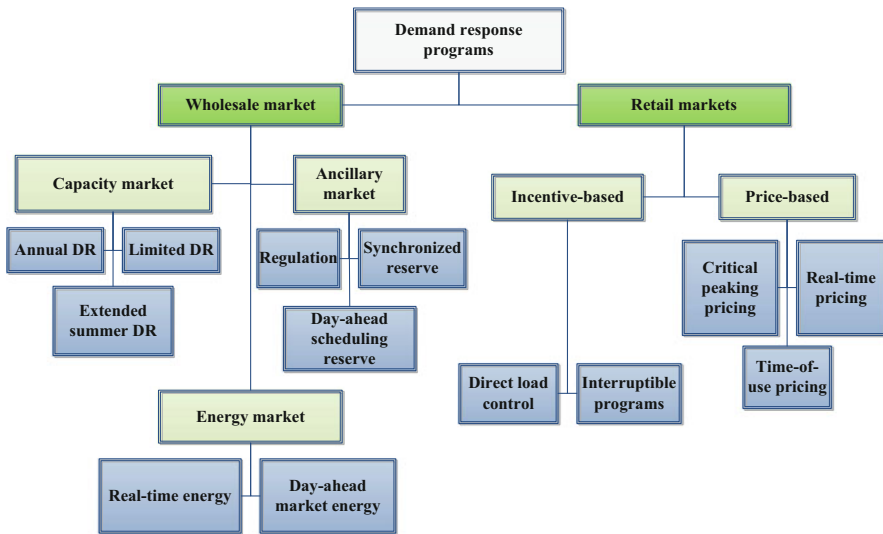 Demand response
programs
Wholesale market
Retail markets
Capacity market
Ancillary
market
Incentive-based
Price-based
Annual DR
Limited DR
Extended
summer DR
Regulation
Synchronized
reserve
Day-ahead
scheduling
reserve
Critical
peaking
pricing
Real-time
pricing
Time-of-
use pricing
Direct load
control
Interruptible
programs
Energy market
Real-time energy
Day-ahead
market energy